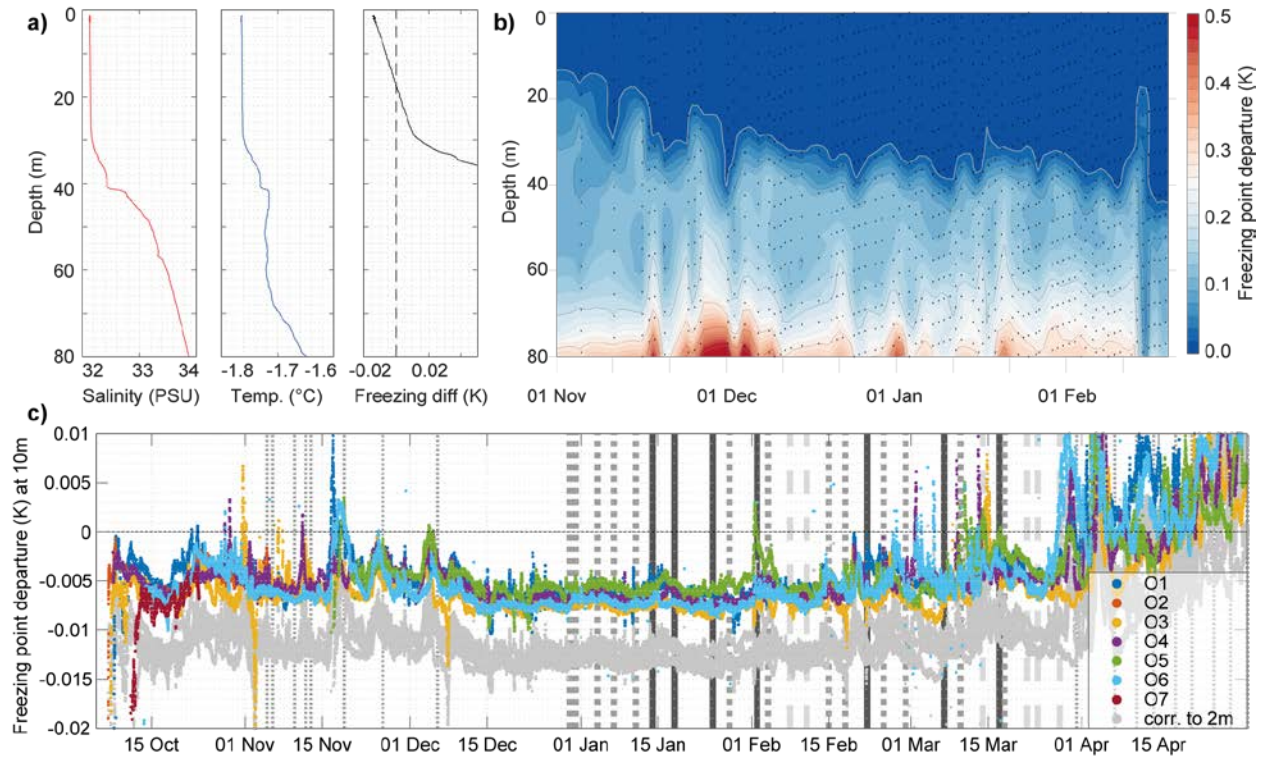 a)
0
20
40
60
80
Depth (m)
32 33 34
Salinity (PSU)
-1.8 -1.7 -1.6
Temp. (°C)
-0.02 0.02
Freezing diff (K)
b)
0
20
40
60
80
Depth (m)
01 Nov 01 Dec 01 Jan 01 Feb
0.5
0.4
0.3
0.2
0.1
0.0
Freezing point departure (K)
c)
Freezing point departure (K) at 10m
0.01
0.005
0
-0.005
-0.01
-0.015
-0.02
15 Oct 01 Nov 15 Nov 01 Dec 15 Dec 01 Jan 15 Jan 01 Feb 15 Feb 01 Mar 15 Mar 01 Apr 15 Apr
O1
O2
O3
O4
O5
O6
O7
corr. to 2m